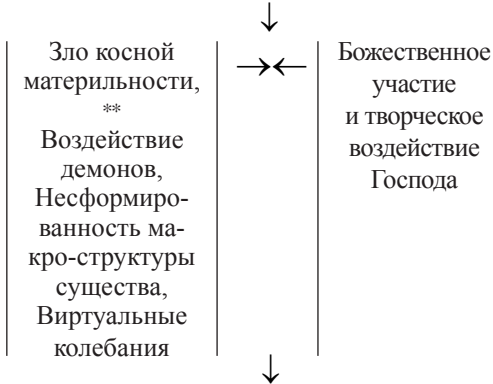 Зло косной
материльности,
**
Воздействие
демонов,
Несформиро-
ванность ма-
кро-структуры
существа,
Виртуальные
колебания
Божественное
участие
и творческое
воздействие
Господа